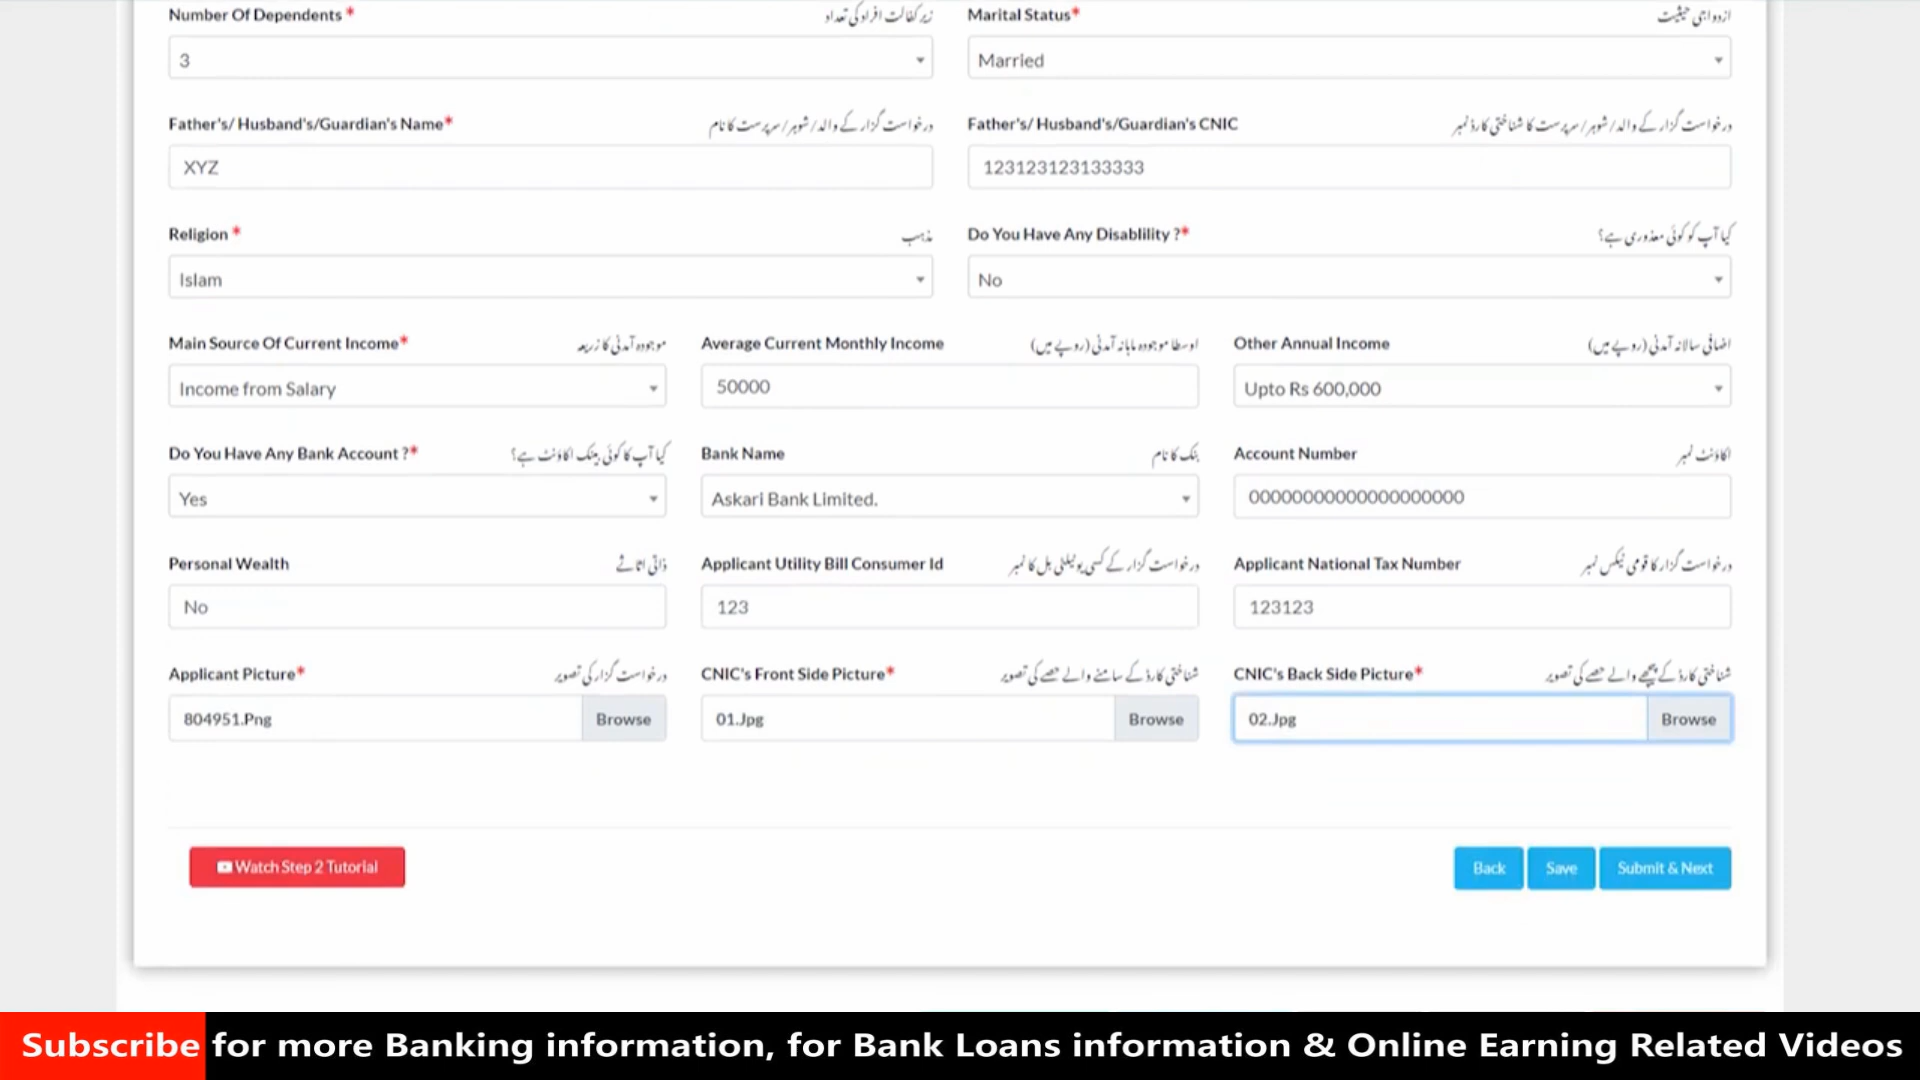 Number Of Dependents * زیر کفالت افراد کی تعداد
Marital Status* ازدواجی حیثیت
3
Married
Father's/ Husband's/Guardian's Name* درخواست گزار کے والد/شوہر/سرپرست کا نام
Father's/ Husband's/Guardian's CNIC درخواست گزار کے والد/شوہر/سرپرست کا شناختی کارڈ نمبر
XYZ
123123123133333
Religion * مذہب
Do You Have Any Disablility ?* کیا آپ کو کوئی معذوری ہے؟
Islam
No
Main Source Of Current Income* موجودہ آمدنی کا ذریعہ
Average Current Monthly Income اوسطا موجودہ ماہانہ آمدنی (روپے میں)
Other Annual Income اضافی سالانہ آمدنی (روپے میں)
Income from Salary
50000
Upto Rs 600,000
Do You Have Any Bank Account ?* کیا آپ کا کوئی بینک اکاؤنٹ ہے؟
Bank Name بنک کا نام
Account Number اکاؤنٹ نمبر
Yes
Askari Bank Limited.
00000000000000000000
Personal Wealth ذاتی اثاثے
Applicant Utility Bill Consumer Id درخواست گزار کے کسی یوٹیلٹی بل کا نمبر
Applicant National Tax Number درخواست گزار کا قومی ٹیکس نمبر
No
123
123123
Applicant Picture* درخواست گزار کی تصویر
CNIC's Front Side Picture* شناختی کارڈ کے سامنے والے حصے کی تصویر
CNIC's Back Side Picture* شناختی کارڈ کے پیچھے والے حصے کی تصویر
804951.Png Browse
01.Jpg Browse
02.Jpg Browse
Watch Step 2 Tutorial
Back Save Submit & Next
Subscribe for more Banking information, for Bank Loans information & Online Earning Related Videos